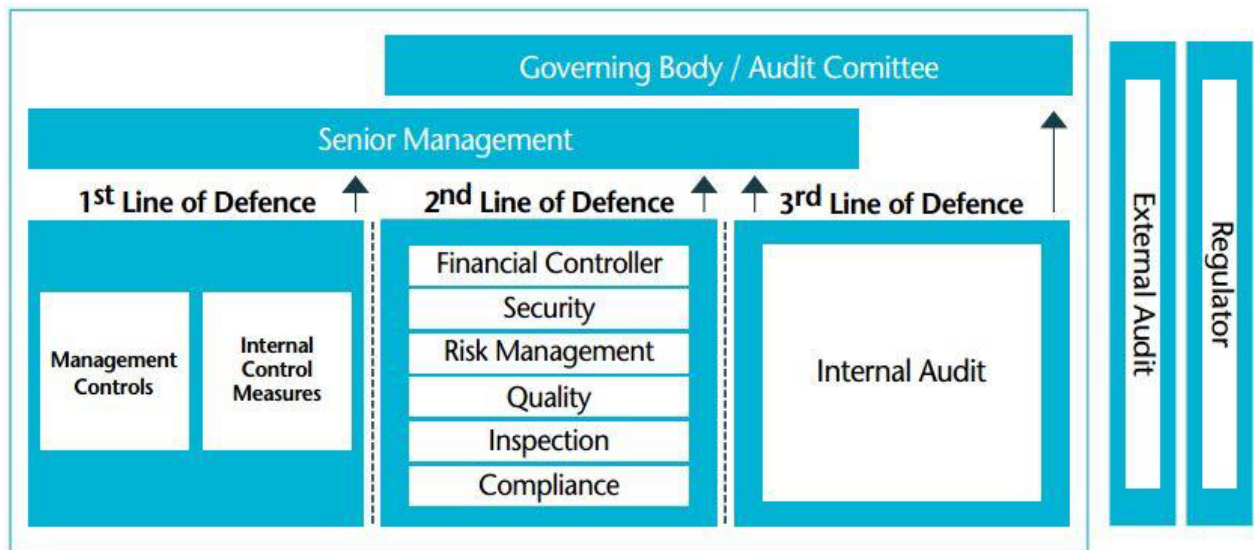 Governing Body / Audit Comittee
Senior Management
1st Line of Defence
2nd Line of Defence
3rd Line of Defence
Management
Controls
Internal
Control
Measures
Financial Controller
Security
Risk Management
Quality
Inspection
Compliance
Internal Audit
External Audit
Regulator